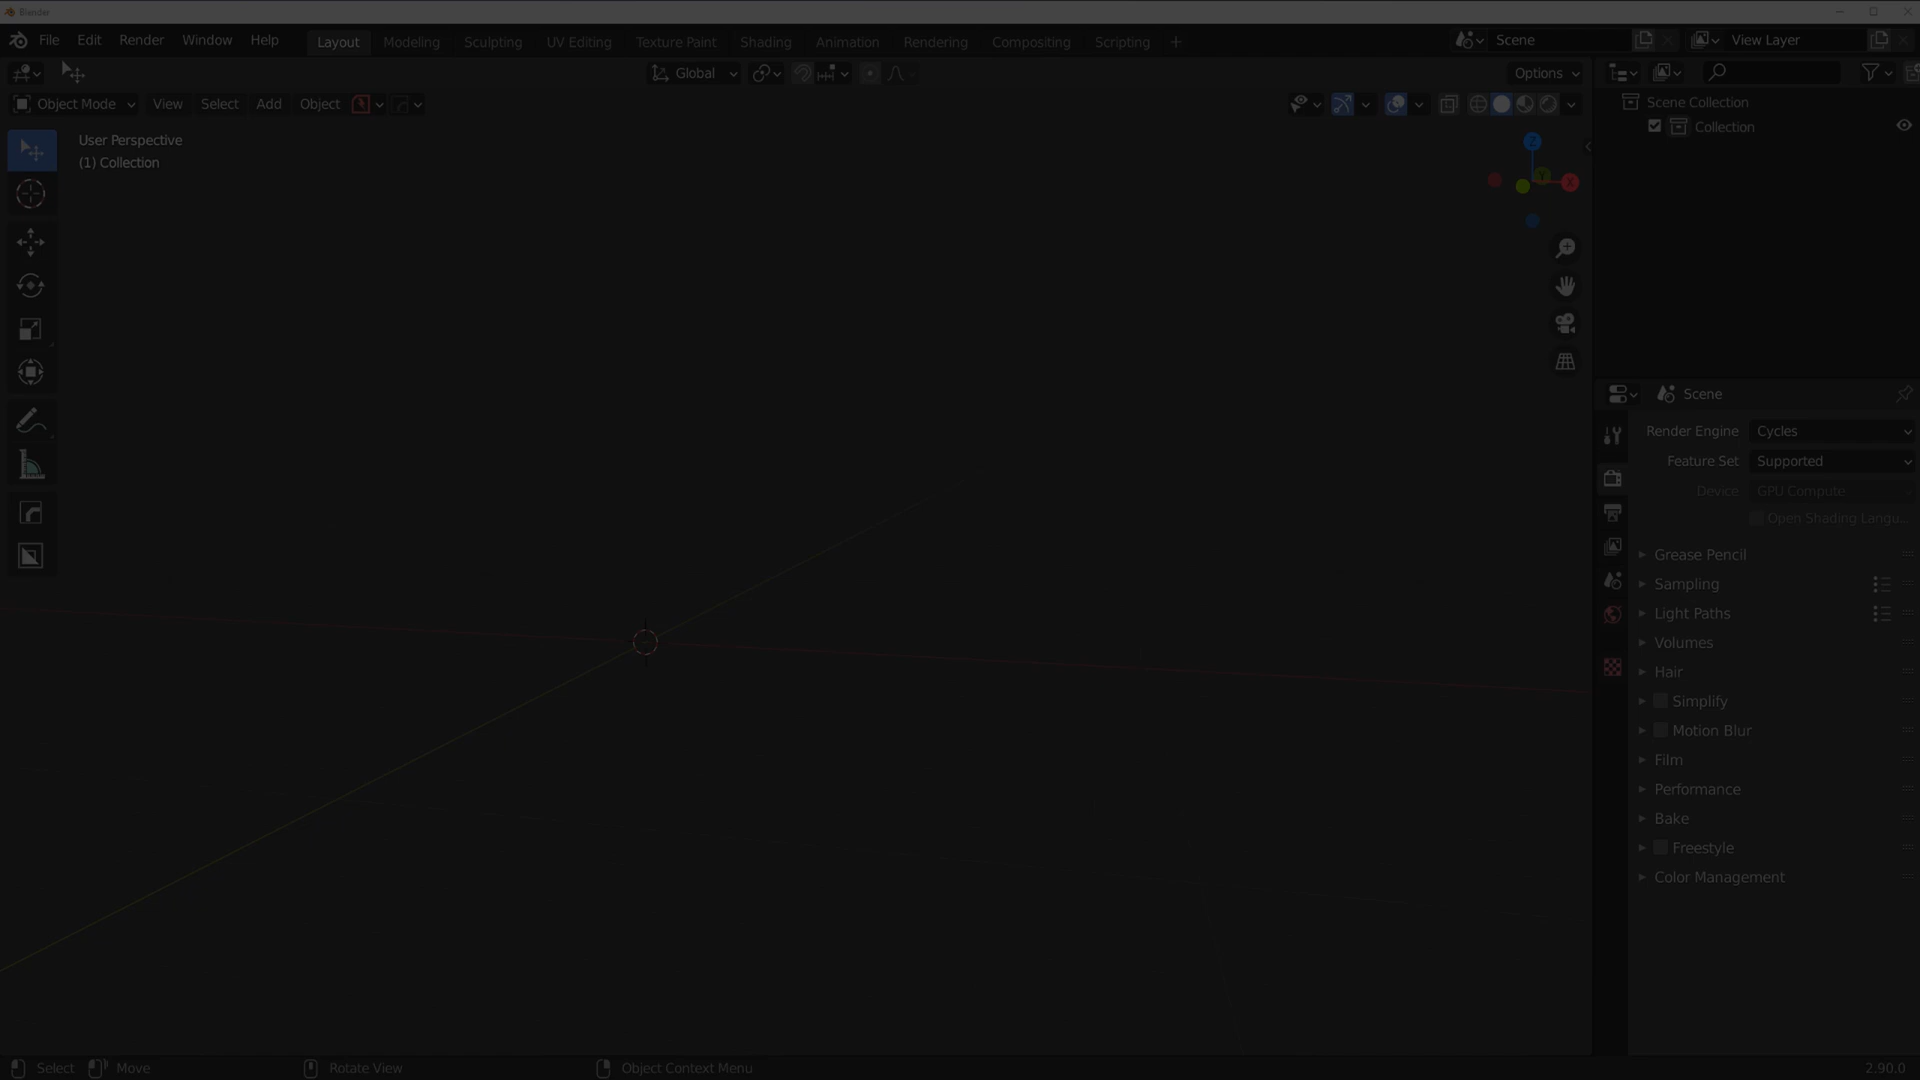 Blender
File Edit Render Window Help Layout Modeling Sculpting UV Editing Texture Paint Shading Animation Rendering Compositing Scripting + Scene View Layer
Global Options
Object Mode View Select Add Object
User Perspective
(1) Collection
Z
Y
X
Scene Collection
Collection
Scene
Render Engine Cycles
Feature Set Supported
Device GPU Compute
Open Shading Langu...
Grease Pencil
Sampling
Light Paths
Volumes
Hair
Simplify
Motion Blur
Film
Performance
Bake
Freestyle
Color Management
Select Move Rotate View Object Context Menu 2.90.0